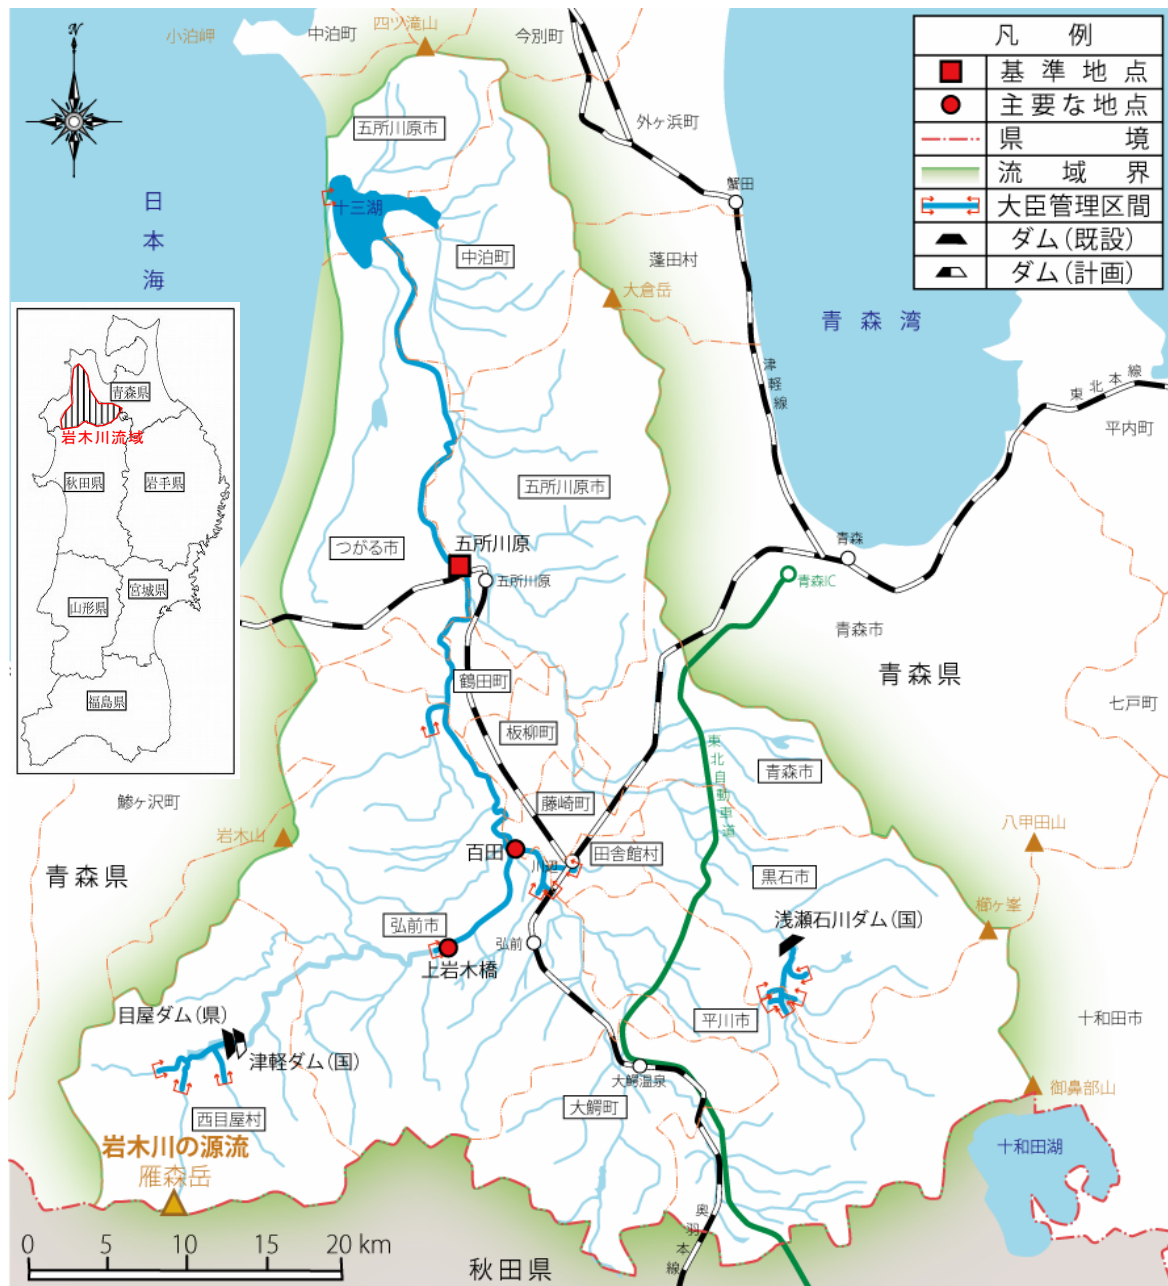 N
小泊岬
中泊町
四ツ滝山
今別町
外ヶ浜町
凡 例
基準地点
主要な地点
県 境
流 域 界
大臣管理区間
ダム(既設)
ダム(計画)
五所川原市
蟹田
日本海
十三湖
中泊町
蓬田村
大倉岳
青森湾
津軽線
東北本線
平内町
青森県
岩木川流域
秋田県
岩手県
山形県
宮城県
福島県
五所川原市
つがる市
五所川原
五所川原
青森
青森IC
青森市
青森県
七戸町
鶴田町
板柳町
東北自動車道
青森市
鰺ヶ沢町
岩木山
藤崎町
八甲田山
百田
川辺
田舎館村
青森県
黒石市
弘前市
弘前
浅瀬石川ダム(国)
櫛ヶ峯
上岩木橋
目屋ダム(県)
津軽ダム(国)
平川市
十和田市
大鰐温泉
大鰐町
御鼻部山
西目屋村
岩木川の源流
雁森岳
十和田湖
奥羽本線
0 5 10 15 20 km
秋田県